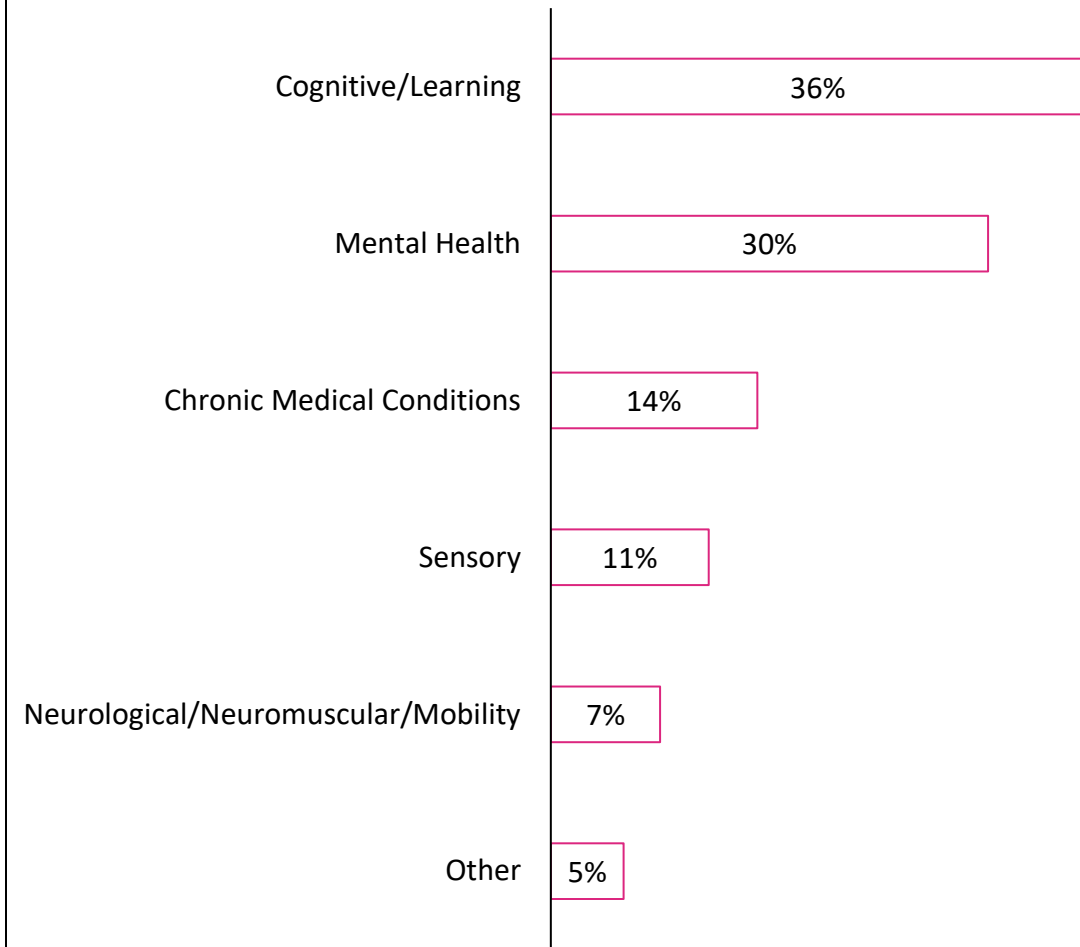 Cognitive/Learning 36%
Mental Health 30%
Chronic Medical Conditions 14%
Sensory 11%
Neurological/Neuromuscular/Mobility 7%
Other 5%